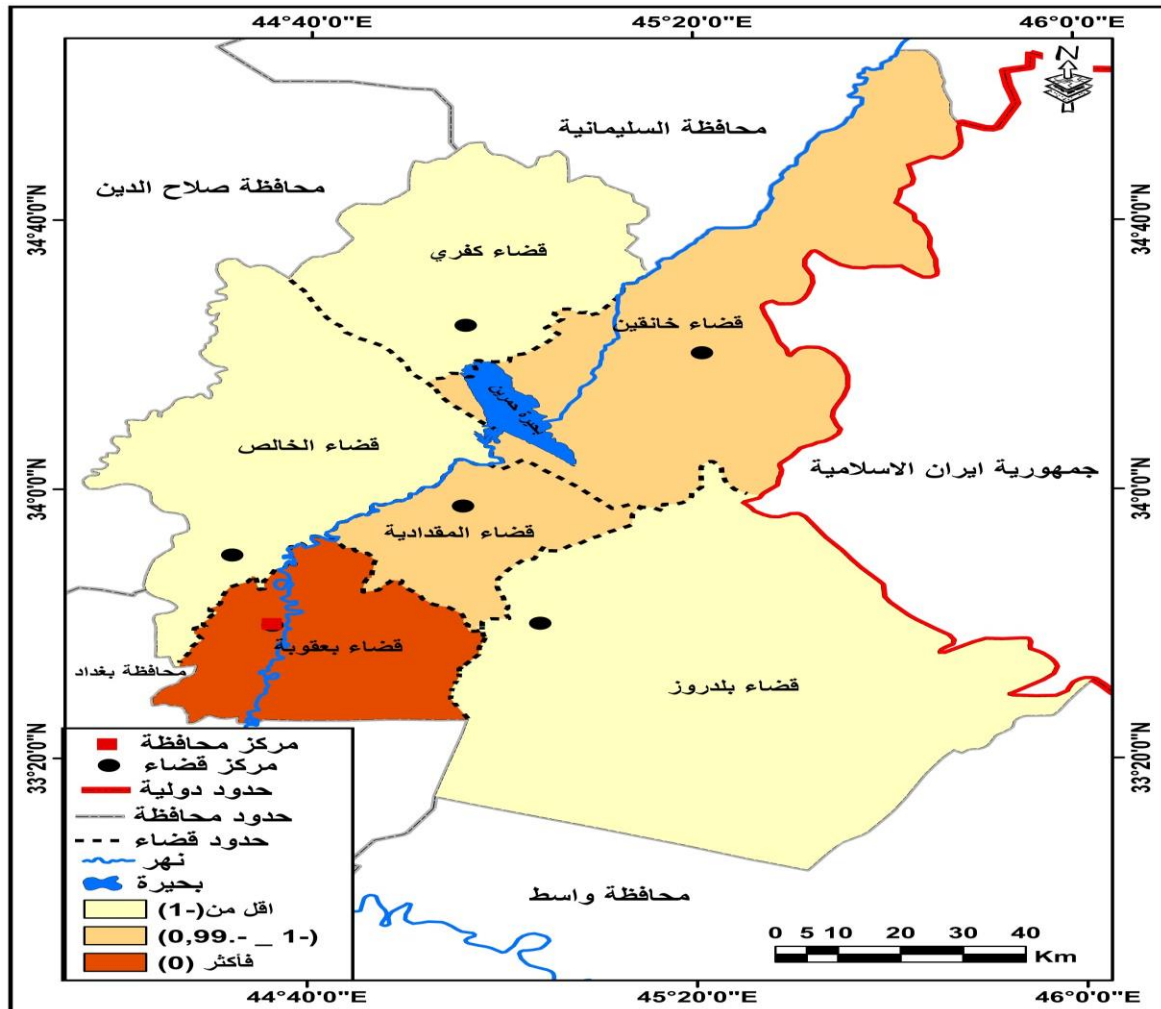 44°40'0"E
45°20'0"E
46°0'0"E
N
محافظة السليمانية
محافظة صلاح الدين
34°40'0"N
34°40'0"N
قضاء كفري
قضاء خانقين
بحيرة حمرين
قضاء الخالص
جمهورية ايران الاسلامية
34°0'0"N
34°0'0"N
قضاء المقدادية
قضاء بعقوبة
محافظة بغداد
قضاء بلدروز
33°20'0"N
33°20'0"N
مركز محافظة
مركز قضاء
حدود دولية
حدود محافظة
حدود قضاء
نهر
بحيرة
اقل من(-1)
(-1 _ -.0,99)
(0) فأكثر
محافظة واسط
0 5 10 20 30 40
Km
44°40'0"E
45°20'0"E
46°0'0"E